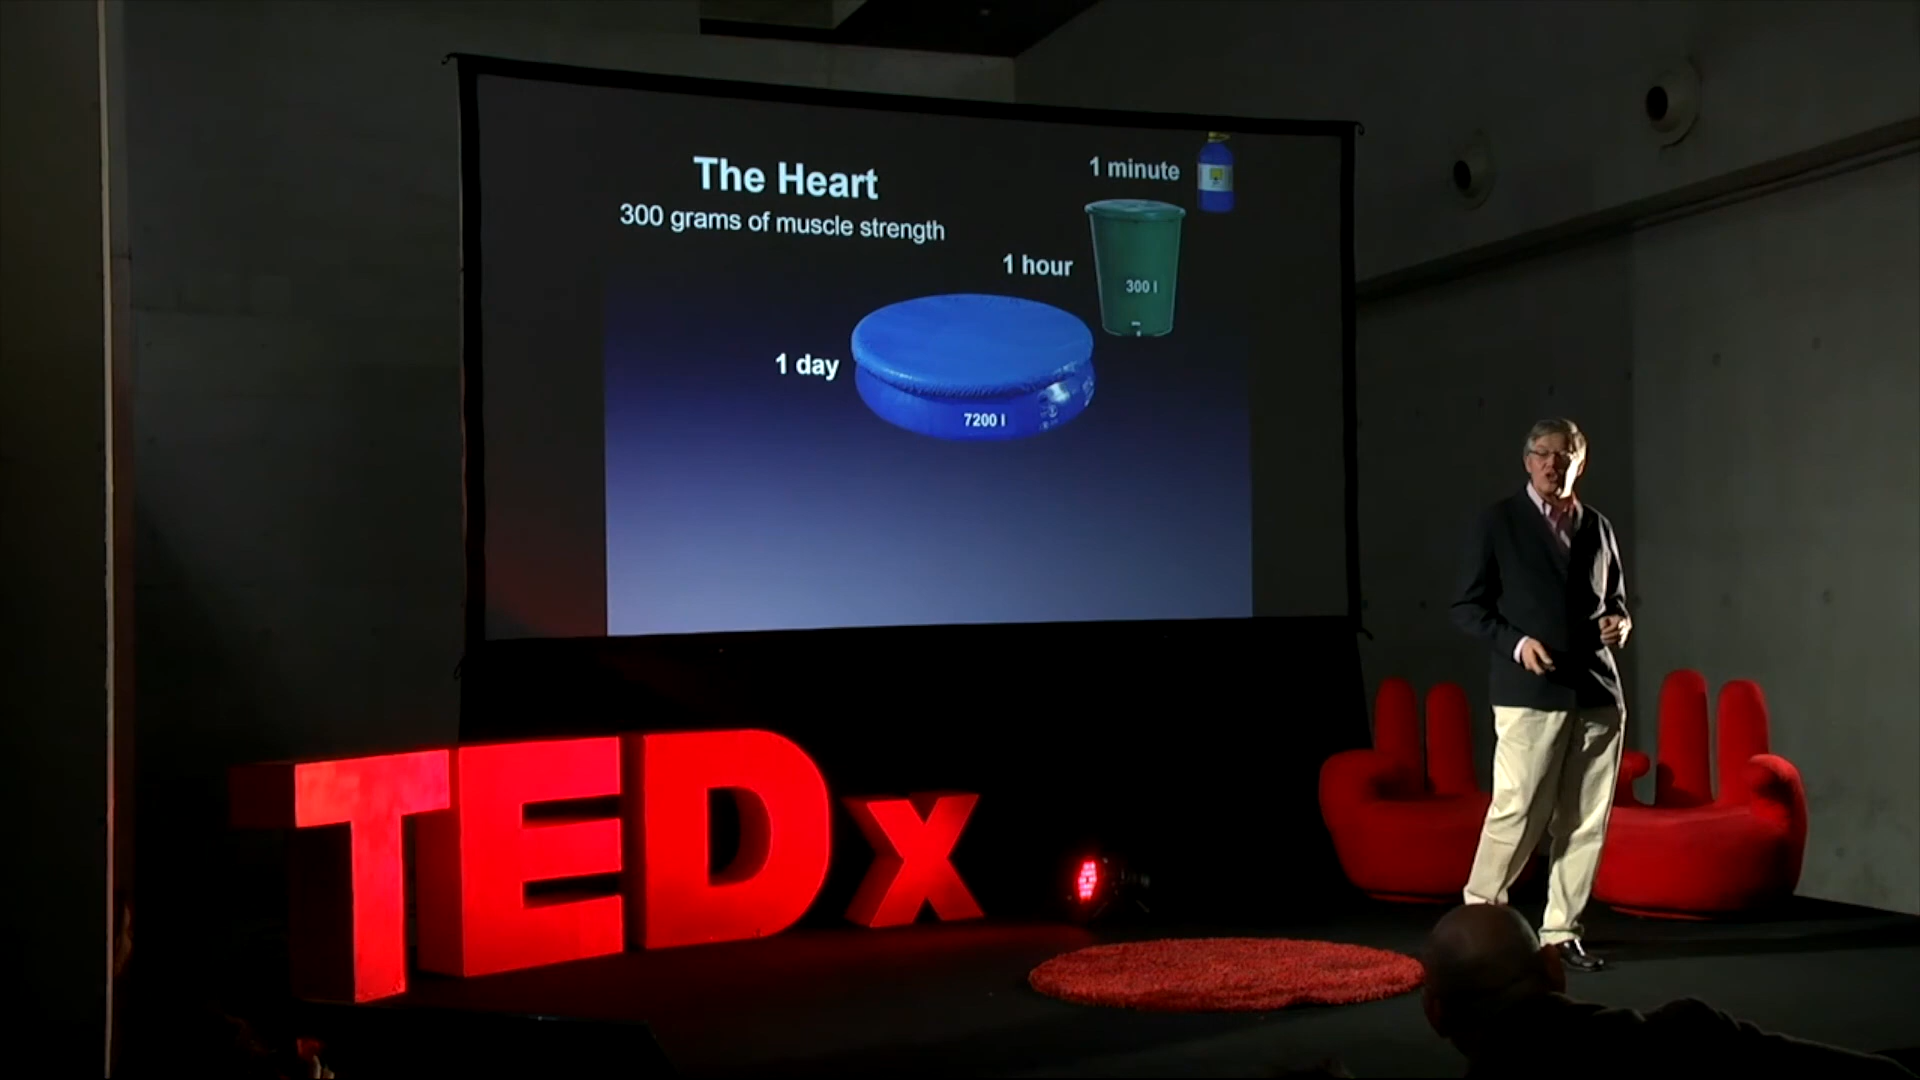 The Heart
300 grams of muscle strength
1 minute
1 hour
300 l
1 day
7200 l
TEDx